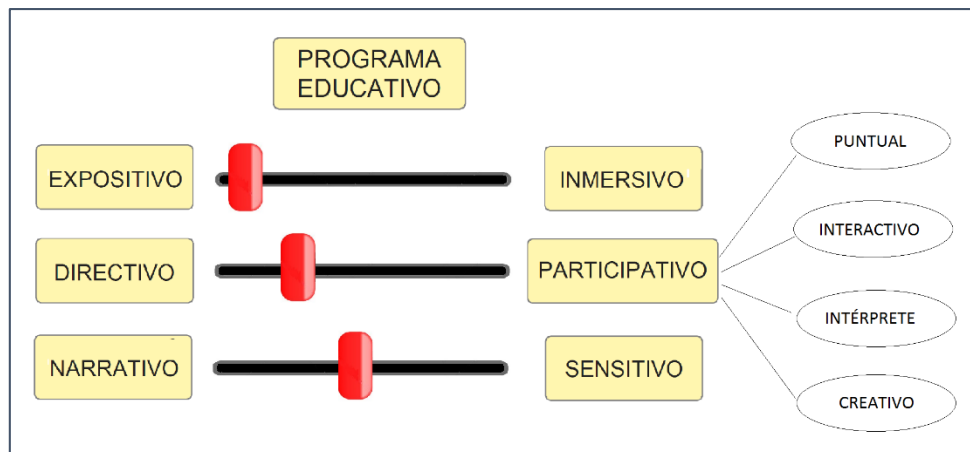 PROGRAMA
EDUCATIVO
EXPOSITIVO
INMERSIVO
DIRECTIVO
PARTICIPATIVO
NARRATIVO
SENSITIVO
PUNTUAL
INTERACTIVO
INTÉRPRETE
CREATIVO